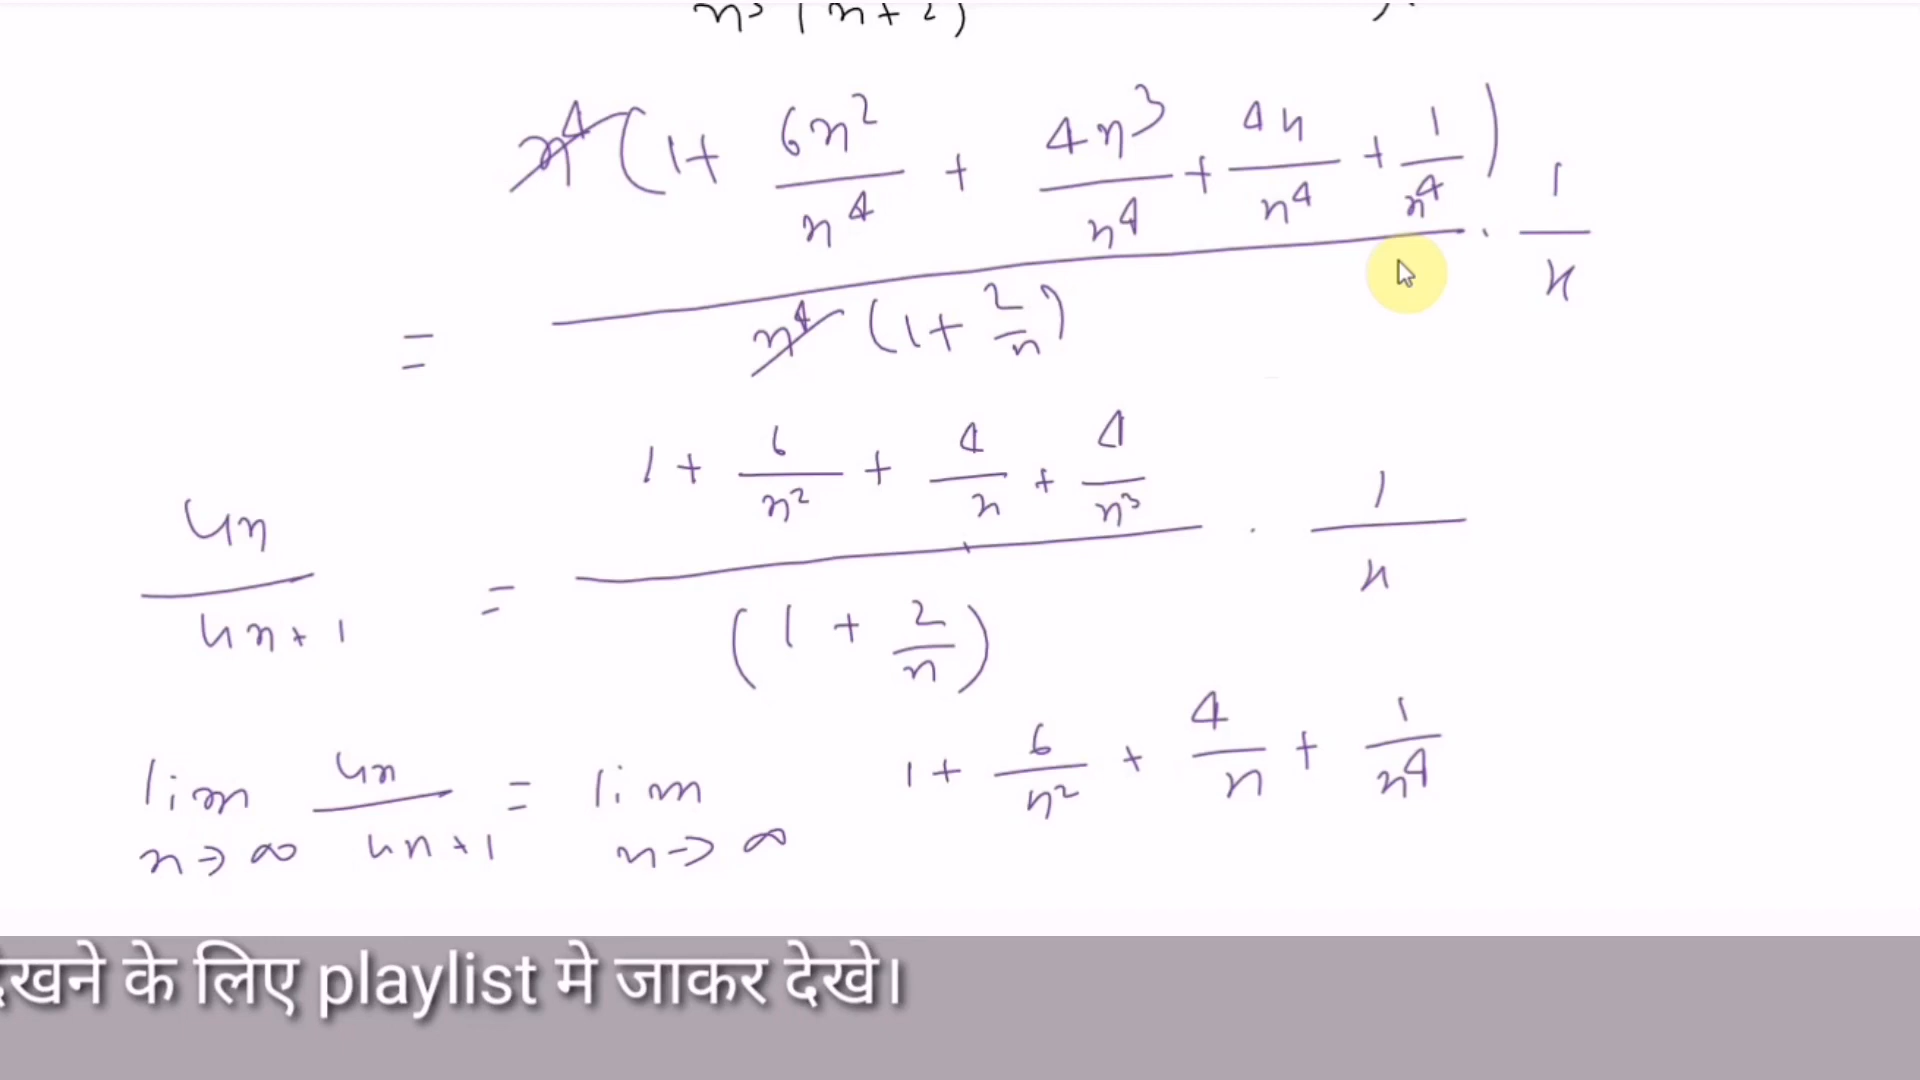 n³ (n+2)
n⁴ (1 + 6n²/n⁴ + 4n³/n⁴ + 4n/n⁴ + 1/n⁴) · 1/x
= n⁴ (1 + 2/n)
1 + 6/n² + 4/n + 4/n³ · 1/x
un/un+1 = (1 + 2/n)
lim n→∞ un/un+1 = lim n→∞ 1 + 6/n² + 4/n + 1/n⁴
खने के लिए playlist मे जाकर देखे।